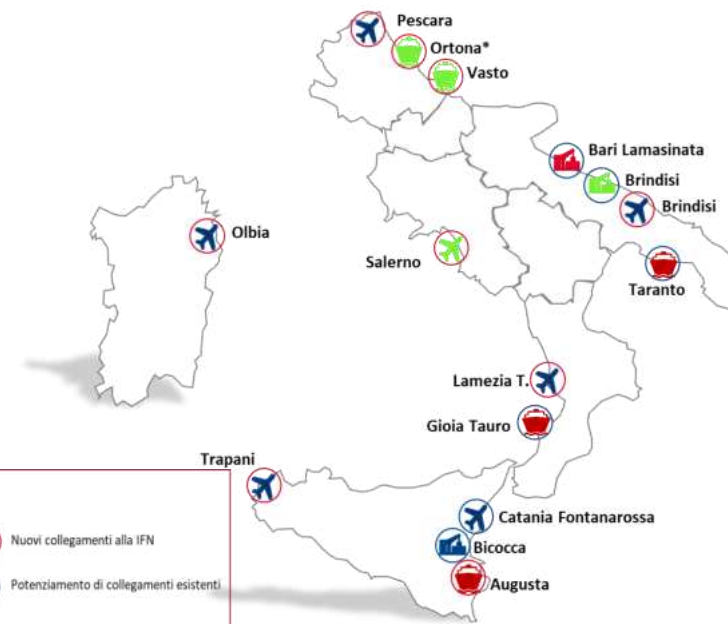 Pescara
Ortona*
Vasto
Bari Lamasinata
Brindisi
Brindisi
Olbia
Salerno
Taranto
Lamezia T.
Gioia Tauro
Trapani
Catania Fontanarossa
Nuovi collegamenti alla IFN
Bicocca
Potenziamento di collegamenti esistenti
Augusta